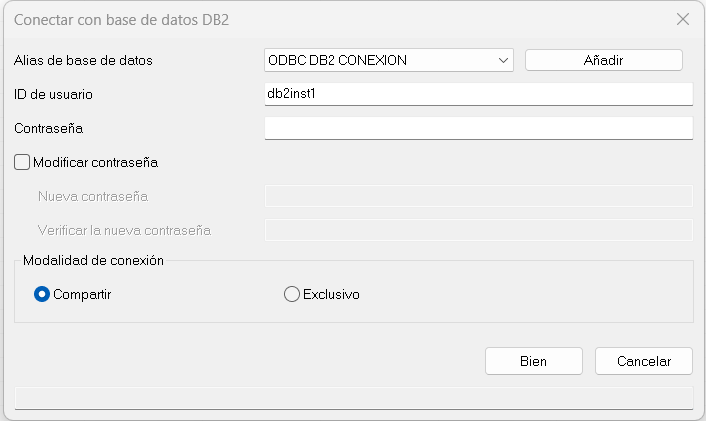 Conectar con base de datos DB2
Alias de base de datos ODBC DB2 CONEXION Añadir
ID de usuario db2inst1
Contraseña
Modificar contraseña
Nueva contraseña
Verificar la nueva contraseña
Modalidad de conexión
Compartir Exclusivo
Bien Cancelar